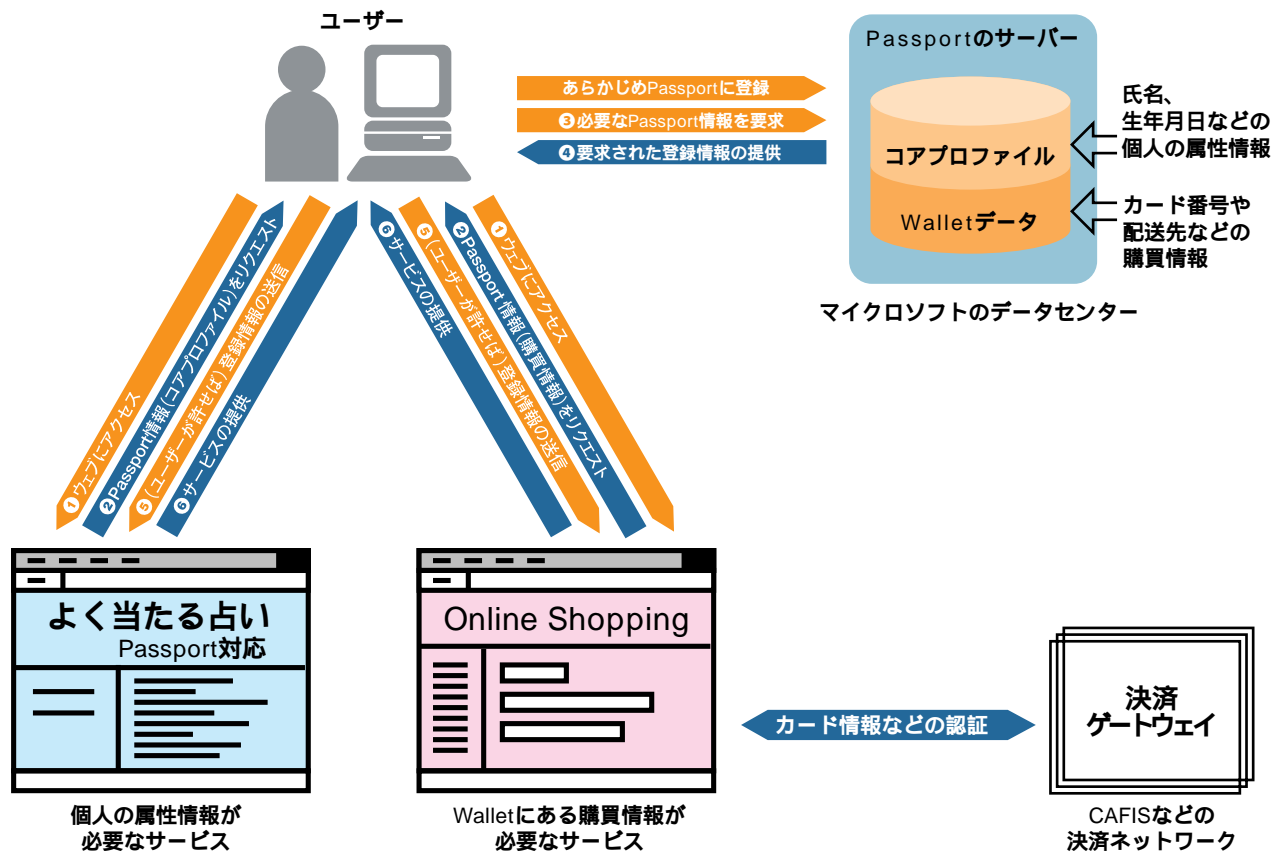 ユーザー
あらかじめPassportに登録
❸必要なPassport情報を要求
❹要求された登録情報の提供
Passportのサーバー
コアプロファイル
Walletデータ
氏名、
生年月日などの
個人の属性情報
カード番号や
配送先などの
購買情報
マイクロソフトのデータセンター
❶ウェブにアクセス
❷Passport情報(コアプロファイル)をリクエスト
❺(ユーザーが許せば)登録情報の送信
❻サービスの提供
❻サービスの提供
❺(ユーザーが許せば)登録情報の送信
❷Passport情報(購買情報)をリクエスト
❶ウェブにアクセス
よく当たる占い
Passport対応
個人の属性情報が
必要なサービス
Online Shopping
Walletにある購買情報が
必要なサービス
カード情報などの認証
決済
ゲートウェイ
CAFISなどの
決済ネットワーク